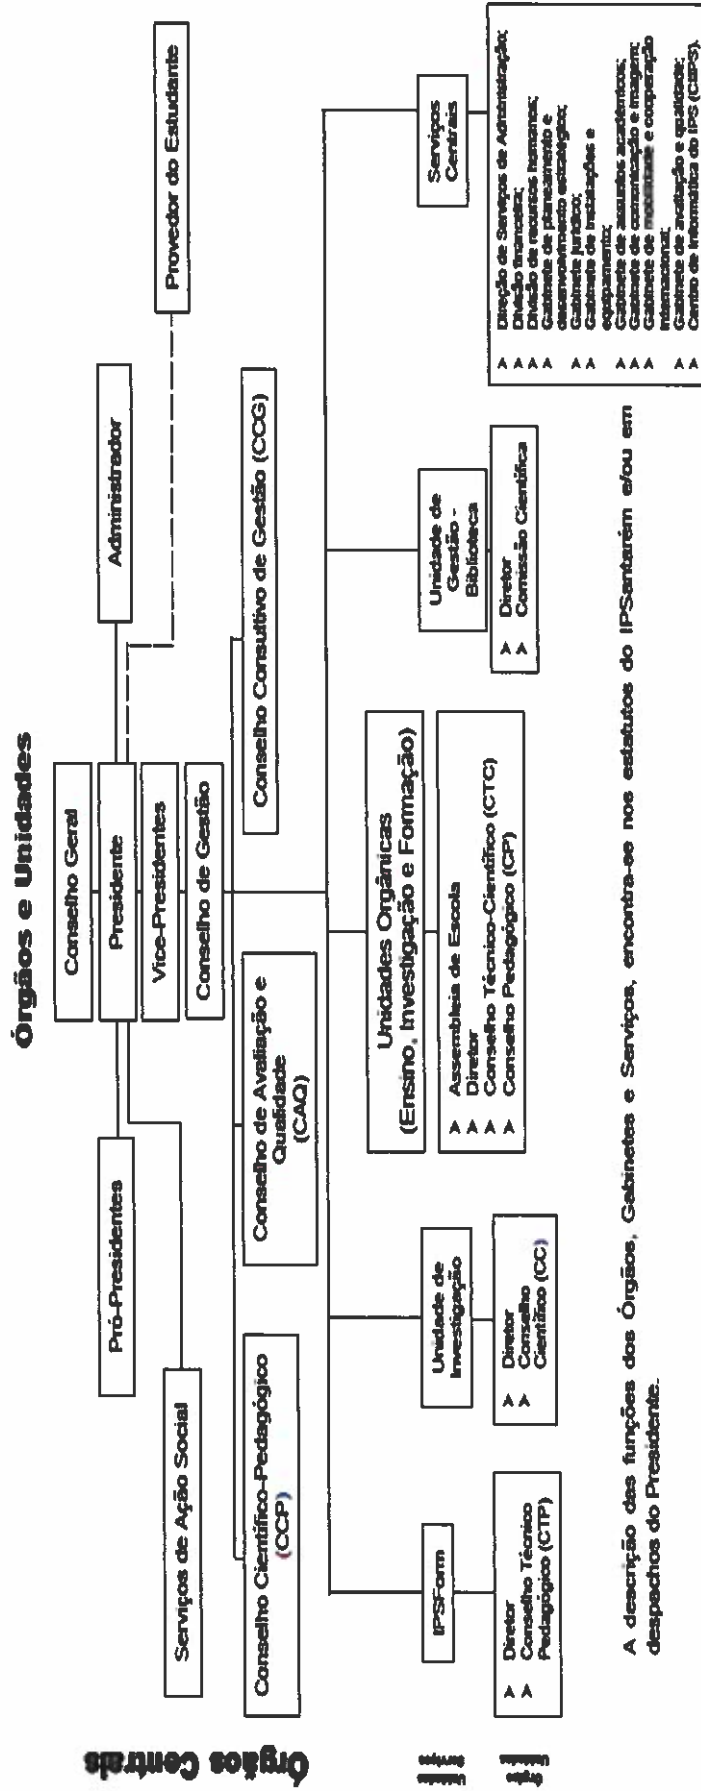 Órgãos e Unidades
Conselho Geral
Presidente
Vice-Presidentes
Conselho de Gestão
Pró-Presidentes
Administrador
Serviços de Ação Social
Provedor do Estudante
Órgãos Centrais
Conselho Científico-Pedagógico
(CCP)
Conselho de Avaliação e
Qualidade
(CAQ)
Conselho Consultivo de Gestão (CCG)
Unidades
Serviços
IPSForm
Unidade de
Investigação
Unidades Orgânicas
(Ensino, Investigação e Formação)
Unidade de
Gestão -
Biblioteca
Serviços
Centrais
Órgãos
Unidades
Diretor
Conselho Técnico
Pedagógico (CTP)
Diretor
Conselho
Científico (CC)
Assembleia de Escola
Diretor
Conselho Técnico-Científico (CTC)
Conselho Pedagógico (CP)
Diretor
Comissão Científica
Direção de Serviços de Administração;
Divisão financeira;
Divisão de recursos humanos;
Gabinete de planeamento e
desenvolvimento estratégico;
Gabinete jurídico;
Gabinete de instalações e
equipamento;
Gabinete de assuntos académicos;
Gabinete de comunicação e imagem;
Gabinete de mobilidade e cooperação
internacional;
Gabinete de avaliação e qualidade;
Centro de informática do IPS (CIIPS).
A descrição das funções dos Órgãos, Gabinetes e Serviços, encontra-se nos estatutos do IPSantarém e/ou em
despachos do Presidente.